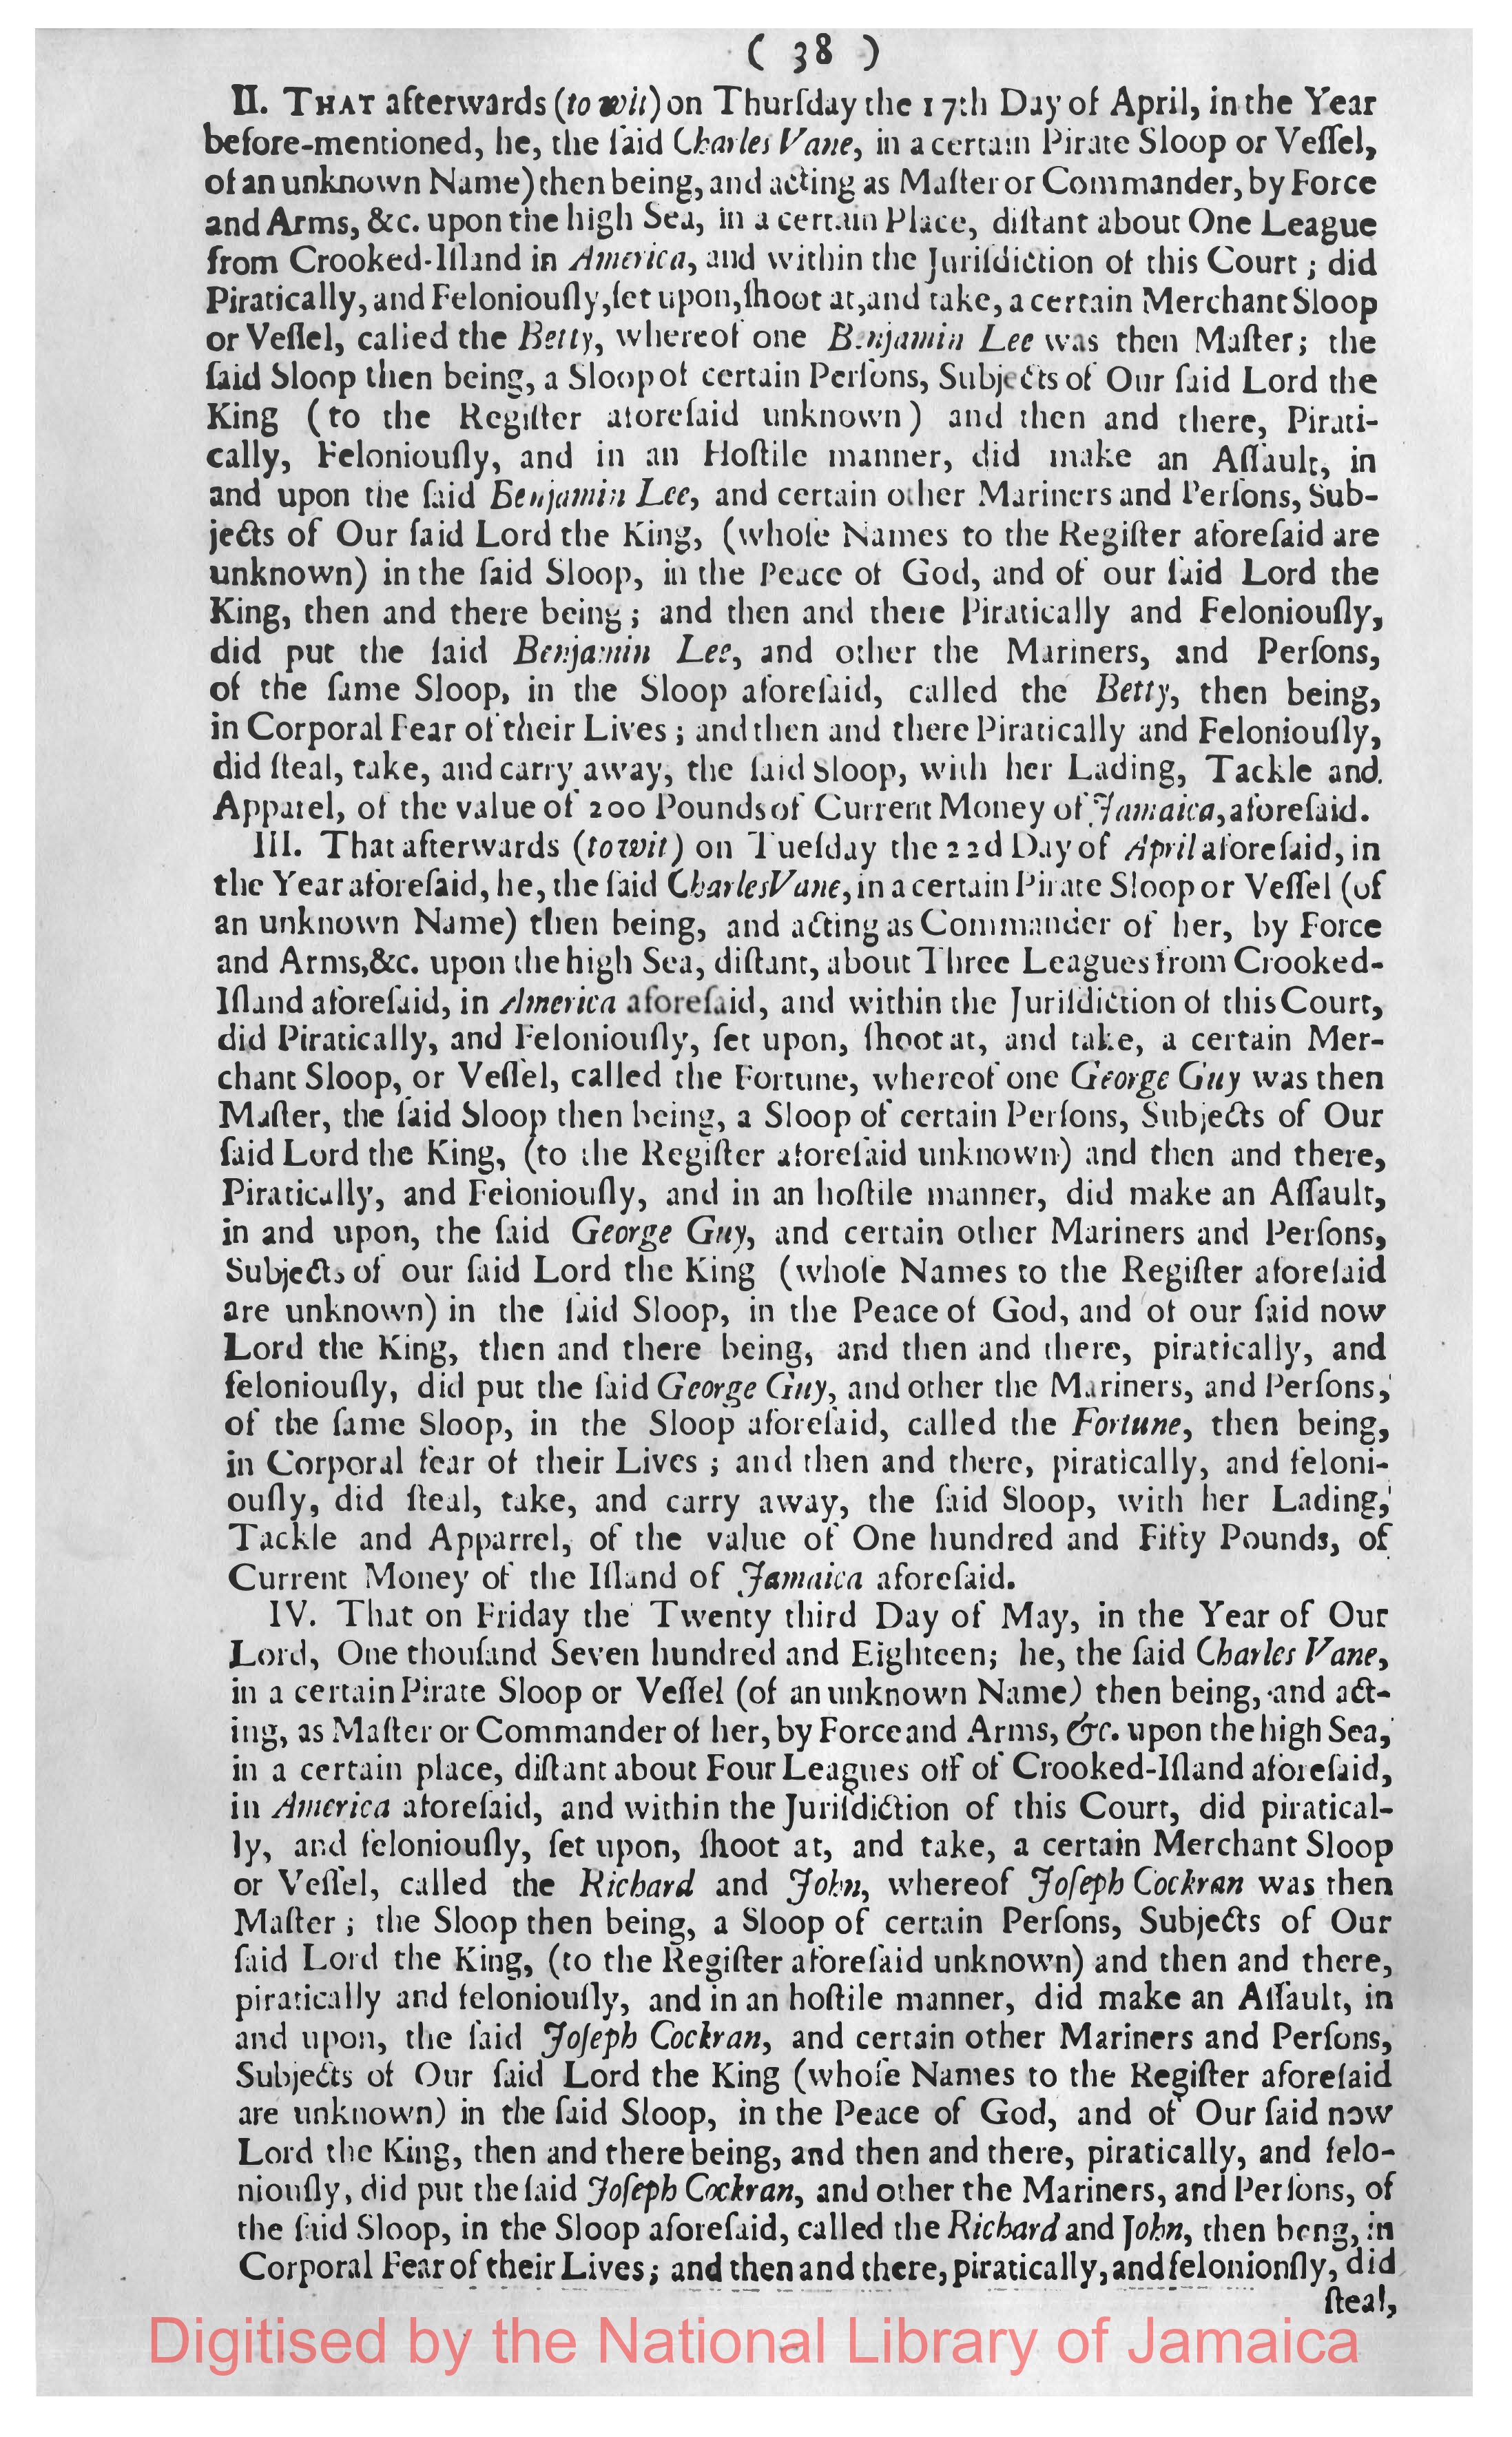 ( 38 )
II. THAT afterwards (to wit) on Thurſday the 17th Day of April, in the Year
before-mentioned, he, the ſaid Charles Vane, in a certain Pirate Sloop or Veſſel,
of an unknown Name) then being, and acting as Maſter or Commander, by Force
and Arms, &c. upon the high Sea, in a certain Place, diſtant about One League
from Crooked-Iſland in America, and within the Juriſdiction of this Court; did
Piratically, and Feloniouſly, ſet upon, ſhoot at, and take, a certain Merchant Sloop
or Veſſel, called the Betty, whereof one Benjamin Lee was then Maſter; the
ſaid Sloop then being, a Sloop of certain Perſons, Subjects of Our ſaid Lord the
King (to the Regiſter aforeſaid unknown) and then and there, Pirati-
cally, Feloniouſly, and in an Hoſtile manner, did make an Aſſault, in
and upon the ſaid Benjamin Lee, and certain other Mariners and Perſons, Sub-
jects of Our ſaid Lord the King, (whoſe Names to the Regiſter aforeſaid are
unknown) in the ſaid Sloop, in the Peace of God, and of our ſaid Lord the
King, then and there being; and then and there Piratically and Feloniouſly,
did put the ſaid Benjamin Lee, and other the Mariners, and Perſons,
of the ſame Sloop, in the Sloop aforeſaid, called the Betty, then being,
in Corporal Fear of their Lives; and then and there Piratically and Feloniouſly,
did ſteal, take, and carry away, the ſaid Sloop, with her Lading, Tackle and
Apparel, of the value of 200 Pounds of Current Money of Jamaica, aforeſaid.
III. That afterwards (to wit) on Tueſday the 22d Day of April aforeſaid, in
the Year aforeſaid, he, the ſaid Charles Vane, in a certain Pirate Sloop or Veſſel (of
an unknown Name) then being, and acting as Commander of her, by Force
and Arms, &c. upon the high Sea, diſtant, about Three Leagues from Crooked-
Iſland aforeſaid, in America aforeſaid, and within the Juriſdiction of this Court,
did Piratically, and Feloniouſly, ſet upon, ſhoot at, and take, a certain Mer-
chant Sloop, or Veſſel, called the Fortune, whereof one George Guy was then
Maſter, the ſaid Sloop then being, a Sloop of certain Perſons, Subjects of Our
ſaid Lord the King, (to the Regiſter aforeſaid unknown) and then and there,
Piratically, and Feloniouſly, and in an hoſtile manner, did make an Aſſault,
in and upon, the ſaid George Guy, and certain other Mariners and Perſons,
Subjects of our ſaid Lord the King (whoſe Names to the Regiſter aforeſaid
are unknown) in the ſaid Sloop, in the Peace of God, and of our ſaid now
Lord the King, then and there being, and then and there, piratically, and
feloniouſly, did put the ſaid George Guy, and other the Mariners, and Perſons,
of the ſame Sloop, in the Sloop aforeſaid, called the Fortune, then being,
in Corporal fear of their Lives; and then and there, piratically, and feloni-
ouſly, did ſteal, take, and carry away, the ſaid Sloop, with her Lading,
Tackle and Apparrel, of the value of One hundred and Fifty Pounds, of
Current Money of the Iſland of Jamaica aforeſaid.
IV. That on Friday the Twenty third Day of May, in the Year of Our
Lord, One thouſand Seven hundred and Eighteen; he, the ſaid Charles Vane,
in a certain Pirate Sloop or Veſſel (of an unknown Name) then being, and act-
ing, as Maſter or Commander of her, by Force and Arms, &c. upon the high Sea,
in a certain place, diſtant about Four Leagues off of Crooked-Iſland aforeſaid,
in America aforeſaid, and within the Juriſdiction of this Court, did piratical-
ly, and feloniouſly, ſet upon, ſhoot at, and take, a certain Merchant Sloop
or Veſſel, called the Richard and John, whereof Joſeph Cockran was then
Maſter; the Sloop then being, a Sloop of certain Perſons, Subjects of Our
ſaid Lord the King, (to the Regiſter aforeſaid unknown) and then and there,
piratically and feloniouſly, and in an hoſtile manner, did make an Aſſault, in
and upon, the ſaid Joſeph Cockran, and certain other Mariners and Perſons,
Subjects of Our ſaid Lord the King (whoſe Names to the Regiſter aforeſaid
are unknown) in the ſaid Sloop, in the Peace of God, and of Our ſaid now
Lord the King, then and there being, and then and there, piratically, and felo-
niouſly, did put the ſaid Joſeph Cockran, and other the Mariners, and Perſons, of
the ſaid Sloop, in the Sloop aforeſaid, called the Richard and John, then beng, in
Corporal Fear of their Lives; and then and there, piratically, and felonionſly, did
ſteal,
Digitised by the National Library of Jamaica